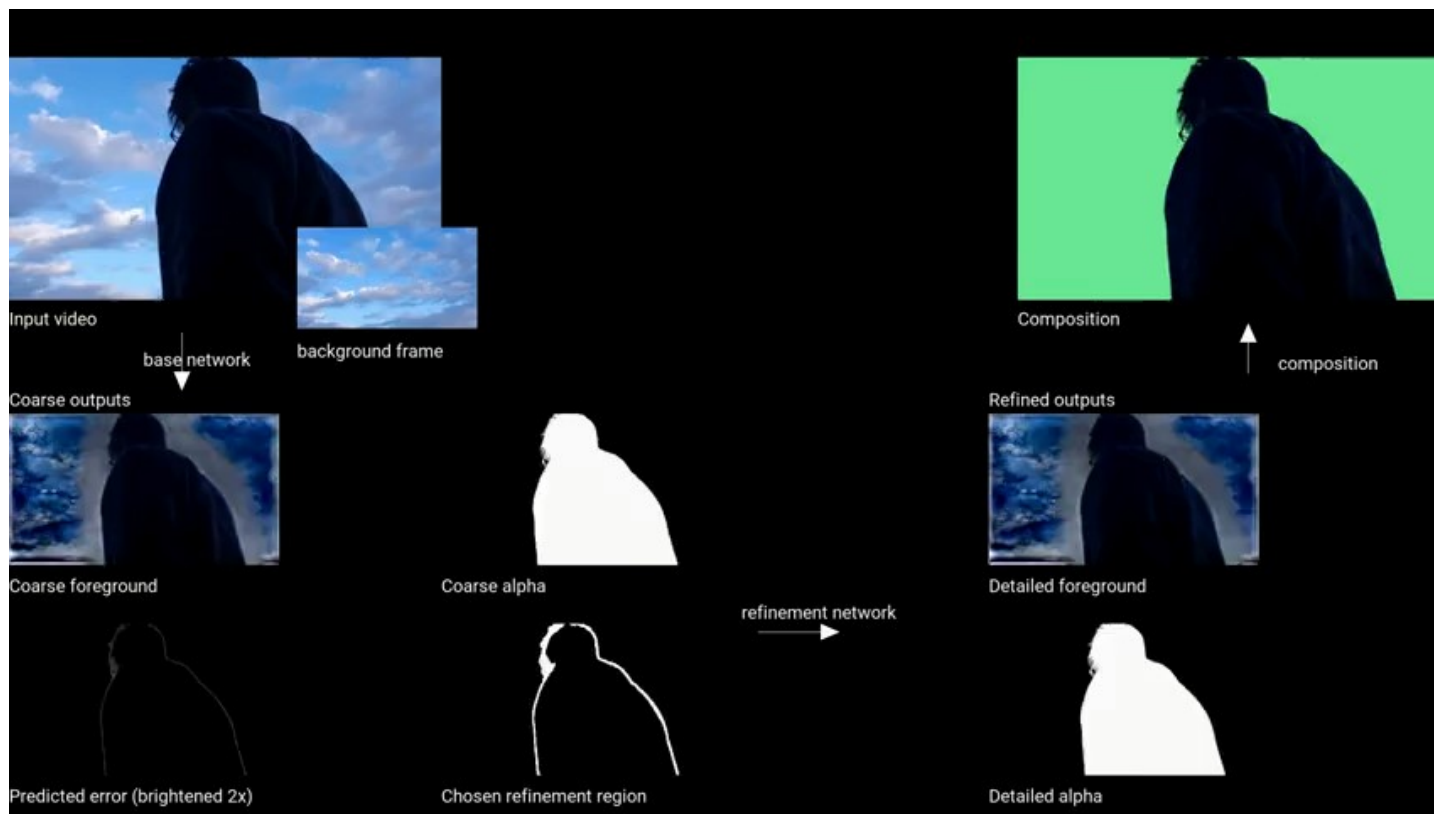 Input video
background frame
base network
Coarse outputs
Coarse foreground
Coarse alpha
Predicted error (brightened 2x)
Chosen refinement region
refinement network
Composition
composition
Refined outputs
Detailed foreground
Detailed alpha